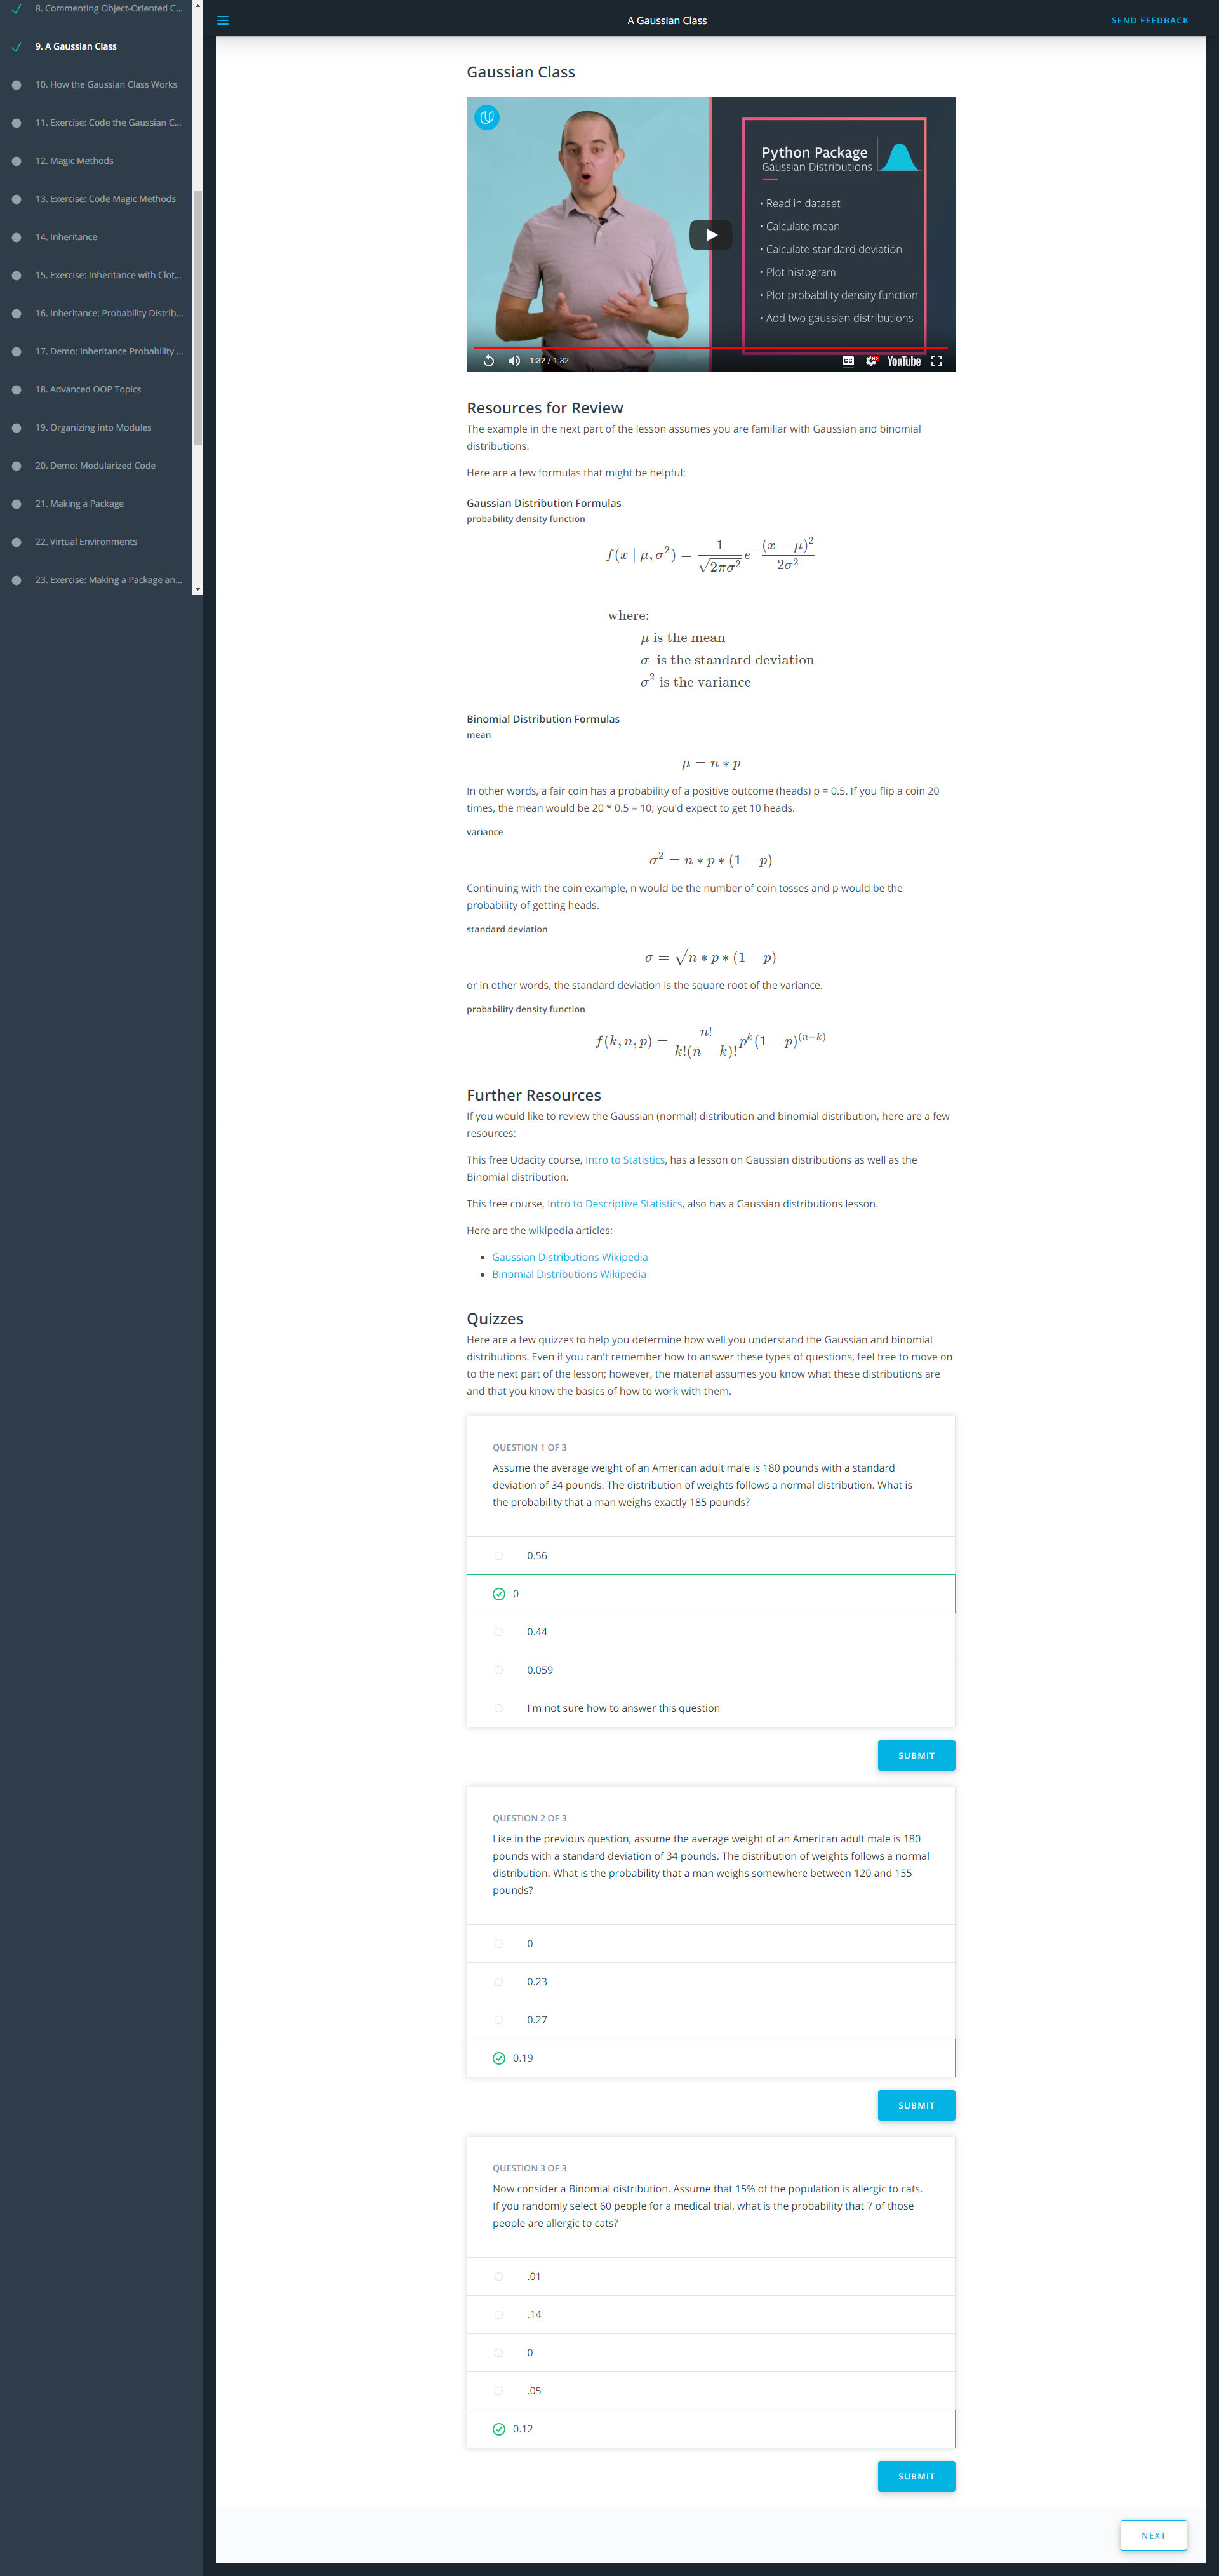 8. Commenting Object-Oriented C...
9. A Gaussian Class
10. How the Gaussian Class Works
11. Exercise: Code the Gaussian C...
12. Magic Methods
13. Exercise: Code Magic Methods
14. Inheritance
15. Exercise: Inheritance with Clot...
16. Inheritance: Probability Distrib...
17. Demo: Inheritance Probability ...
18. Advanced OOP Topics
19. Organizing into Modules
20. Demo: Modularized Code
21. Making a Package
22. Virtual Environments
23. Exercise: Making a Package an...
A Gaussian Class
SEND FEEDBACK
Gaussian Class
Python Package
Gaussian Distributions
• Read in dataset
• Calculate mean
• Calculate standard deviation
• Plot histogram
• Plot probability density function
• Add two gaussian distributions
1:32 / 1:32
CC
HD
YouTube
Resources for Review
The example in the next part of the lesson assumes you are familiar with Gaussian and binomial
distributions.
Here are a few formulas that might be helpful:
Gaussian Distribution Formulas
probability density function
f(x | μ, σ²) = 1/√(2πσ²) e^−(x − μ)²/2σ²
where:
μ is the mean
σ is the standard deviation
σ² is the variance
Binomial Distribution Formulas
mean
μ = n ∗ p
In other words, a fair coin has a probability of a positive outcome (heads) p = 0.5. If you flip a coin 20
times, the mean would be 20 * 0.5 = 10; you'd expect to get 10 heads.
variance
σ² = n ∗ p ∗ (1 − p)
Continuing with the coin example, n would be the number of coin tosses and p would be the
probability of getting heads.
standard deviation
σ = √(n ∗ p ∗ (1 − p))
or in other words, the standard deviation is the square root of the variance.
probability density function
f(k, n, p) = n!/(k!(n − k)!) p^k (1 − p)^(n−k)
Further Resources
If you would like to review the Gaussian (normal) distribution and binomial distribution, here are a few
resources:
This free Udacity course, Intro to Statistics, has a lesson on Gaussian distributions as well as the
Binomial distribution.
This free course, Intro to Descriptive Statistics, also has a Gaussian distributions lesson.
Here are the wikipedia articles:
• Gaussian Distributions Wikipedia
• Binomial Distributions Wikipedia
Quizzes
Here are a few quizzes to help you determine how well you understand the Gaussian and binomial
distributions. Even if you can't remember how to answer these types of questions, feel free to move on
to the next part of the lesson; however, the material assumes you know what these distributions are
and that you know the basics of how to work with them.
QUESTION 1 OF 3
Assume the average weight of an American adult male is 180 pounds with a standard
deviation of 34 pounds. The distribution of weights follows a normal distribution. What is
the probability that a man weighs exactly 185 pounds?
0.56
0
0.44
0.059
I'm not sure how to answer this question
SUBMIT
QUESTION 2 OF 3
Like in the previous question, assume the average weight of an American adult male is 180
pounds with a standard deviation of 34 pounds. The distribution of weights follows a normal
distribution. What is the probability that a man weighs somewhere between 120 and 155
pounds?
0
0.23
0.27
0.19
SUBMIT
QUESTION 3 OF 3
Now consider a Binomial distribution. Assume that 15% of the population is allergic to cats.
If you randomly select 60 people for a medical trial, what is the probability that 7 of those
people are allergic to cats?
.01
.14
0
.05
0.12
SUBMIT
NEXT